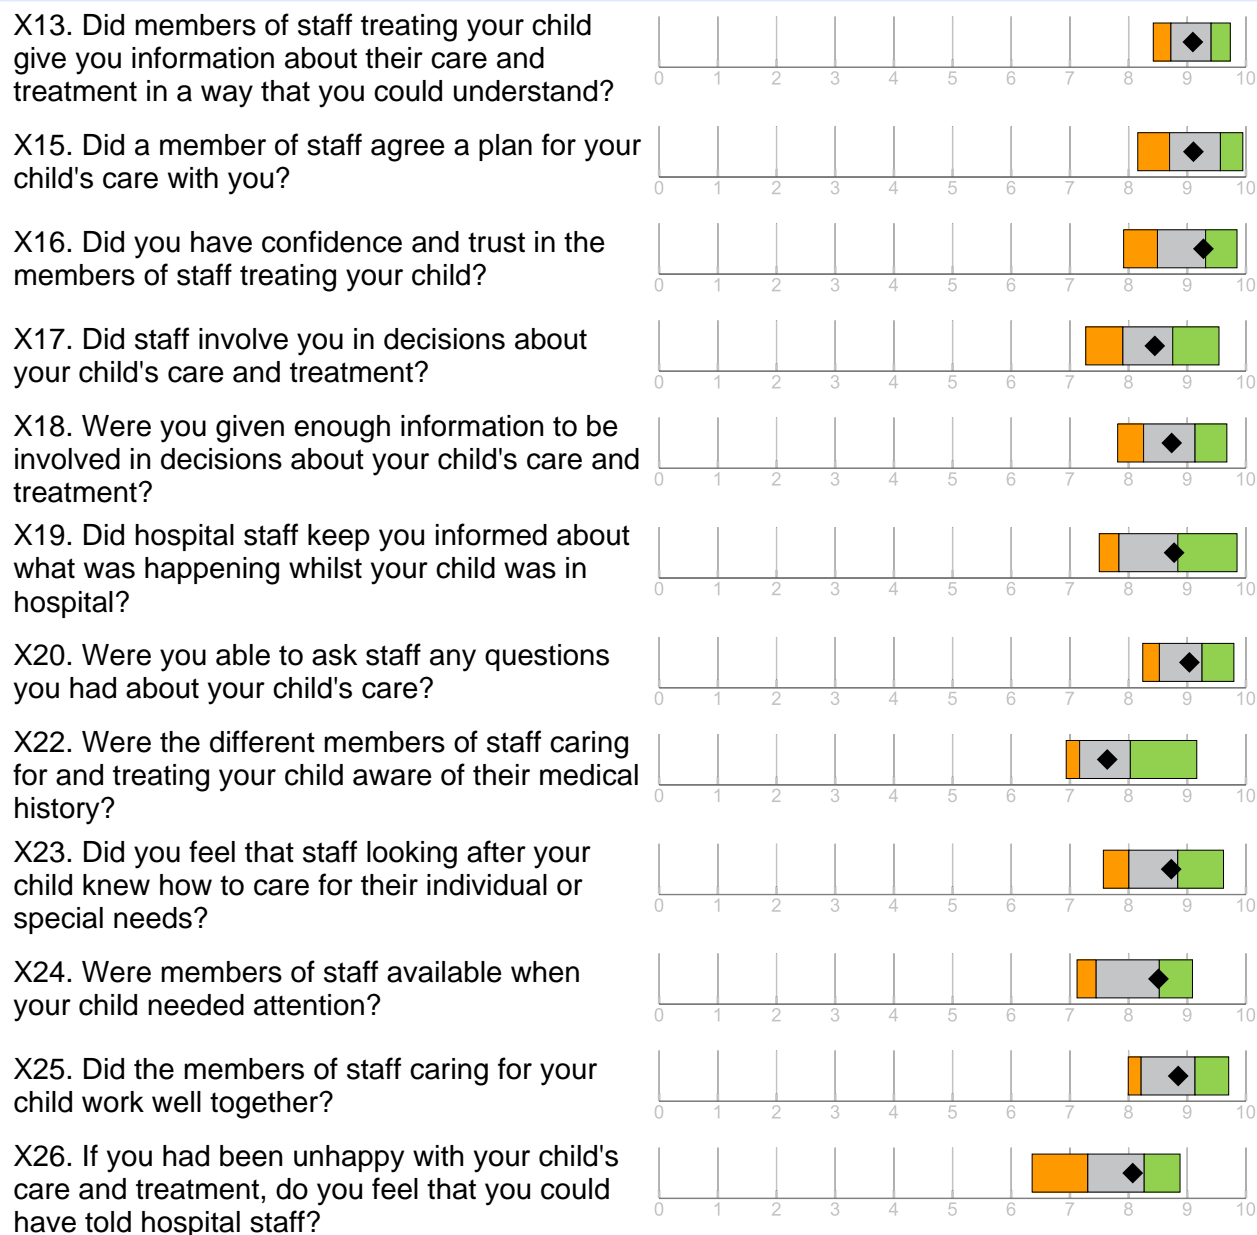 X13. Did members of staff treating your child
give you information about their care and
treatment in a way that you could understand?
0 1 2 3 4 5 6 7 8 9 10
X15. Did a member of staff agree a plan for your
child's care with you?
0 1 2 3 4 5 6 7 8 9 10
X16. Did you have confidence and trust in the
members of staff treating your child?
0 1 2 3 4 5 6 7 8 9 10
X17. Did staff involve you in decisions about
your child's care and treatment?
0 1 2 3 4 5 6 7 8 9 10
X18. Were you given enough information to be
involved in decisions about your child's care and
treatment?
0 1 2 3 4 5 6 7 8 9 10
X19. Did hospital staff keep you informed about
what was happening whilst your child was in
hospital?
0 1 2 3 4 5 6 7 8 9 10
X20. Were you able to ask staff any questions
you had about your child's care?
0 1 2 3 4 5 6 7 8 9 10
X22. Were the different members of staff caring
for and treating your child aware of their medical
history?
0 1 2 3 4 5 6 7 8 9 10
X23. Did you feel that staff looking after your
child knew how to care for their individual or
special needs?
0 1 2 3 4 5 6 7 8 9 10
X24. Were members of staff available when
your child needed attention?
0 1 2 3 4 5 6 7 8 9 10
X25. Did the members of staff caring for your
child work well together?
0 1 2 3 4 5 6 7 8 9 10
X26. If you had been unhappy with your child's
care and treatment, do you feel that you could
have told hospital staff?
0 1 2 3 4 5 6 7 8 9 10